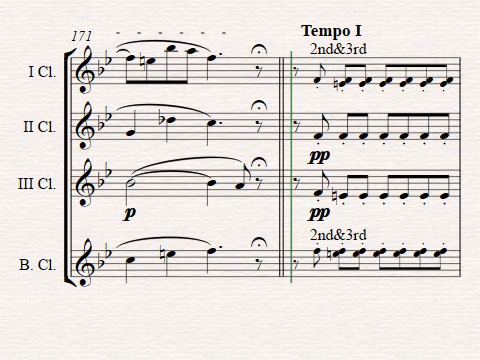 171
Tempo I
2nd&3rd
I Cl.
II Cl.
pp
III Cl.
p
pp
2nd&3rd
B. Cl.